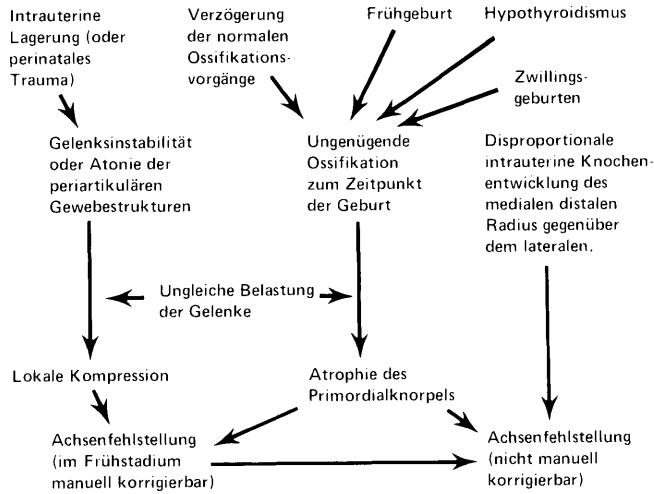 Intrauterine
Lagerung (oder
perinatales
Trauma)
Verzögerung
der normalen
Ossifikations-
vorgänge
Frühgeburt
Hypothyroidismus
Zwillings-
geburten
Gelenksinstabilität
oder Atonie der
periartikulären
Gewebestrukturen
Ungenügende
Ossifikation
zum Zeitpunkt
der Geburt
Disproportionale
intrauterine Knochen-
entwicklung des
medialen distalen
Radius gegenüber
dem lateralen.
Ungleiche Belastung
der Gelenke
Lokale Kompression
Atrophie des
Primordialknorpels
Achsenfehlstellung
(im Frühstadium
manuell korrigierbar)
Achsenfehlstellung
(nicht manuell
korrigierbar)